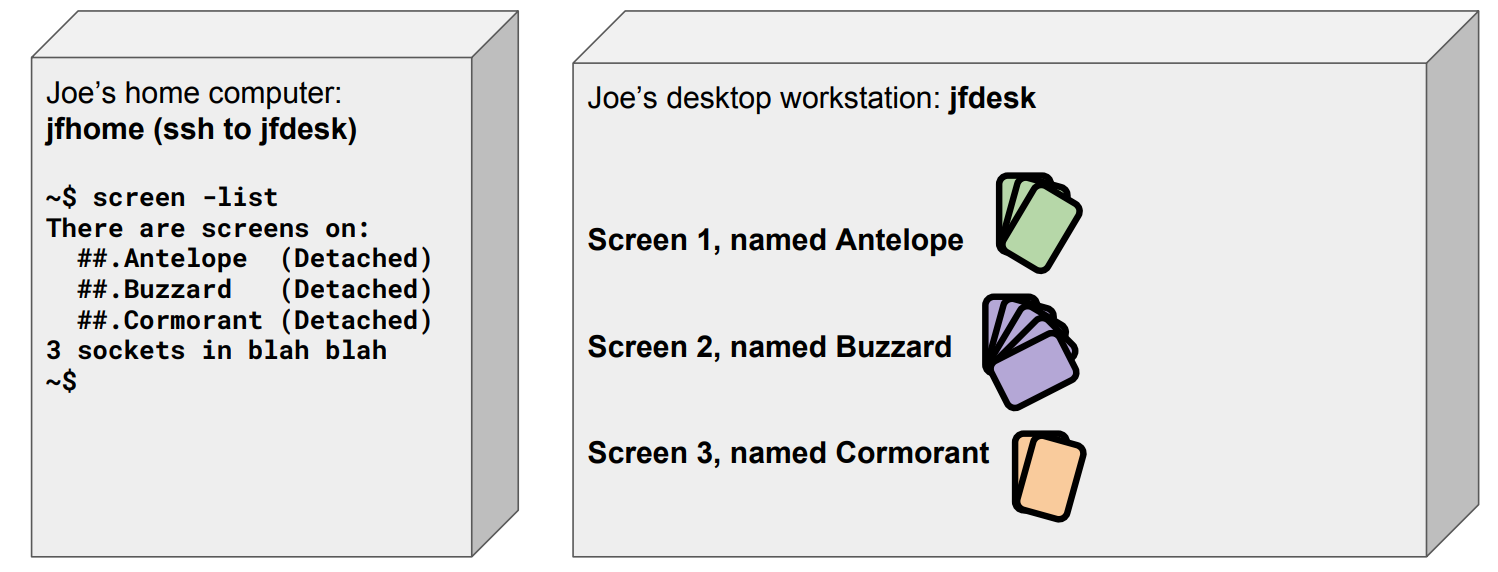 Joe’s home computer:
jfhome (ssh to jfdesk)
~$ screen -list
There are screens on:
  ##.Antelope  (Detached)
  ##.Buzzard   (Detached)
  ##.Cormorant (Detached)
3 sockets in blah blah
~$
Joe’s desktop workstation: jfdesk
Screen 1, named Antelope
Screen 2, named Buzzard
Screen 3, named Cormorant